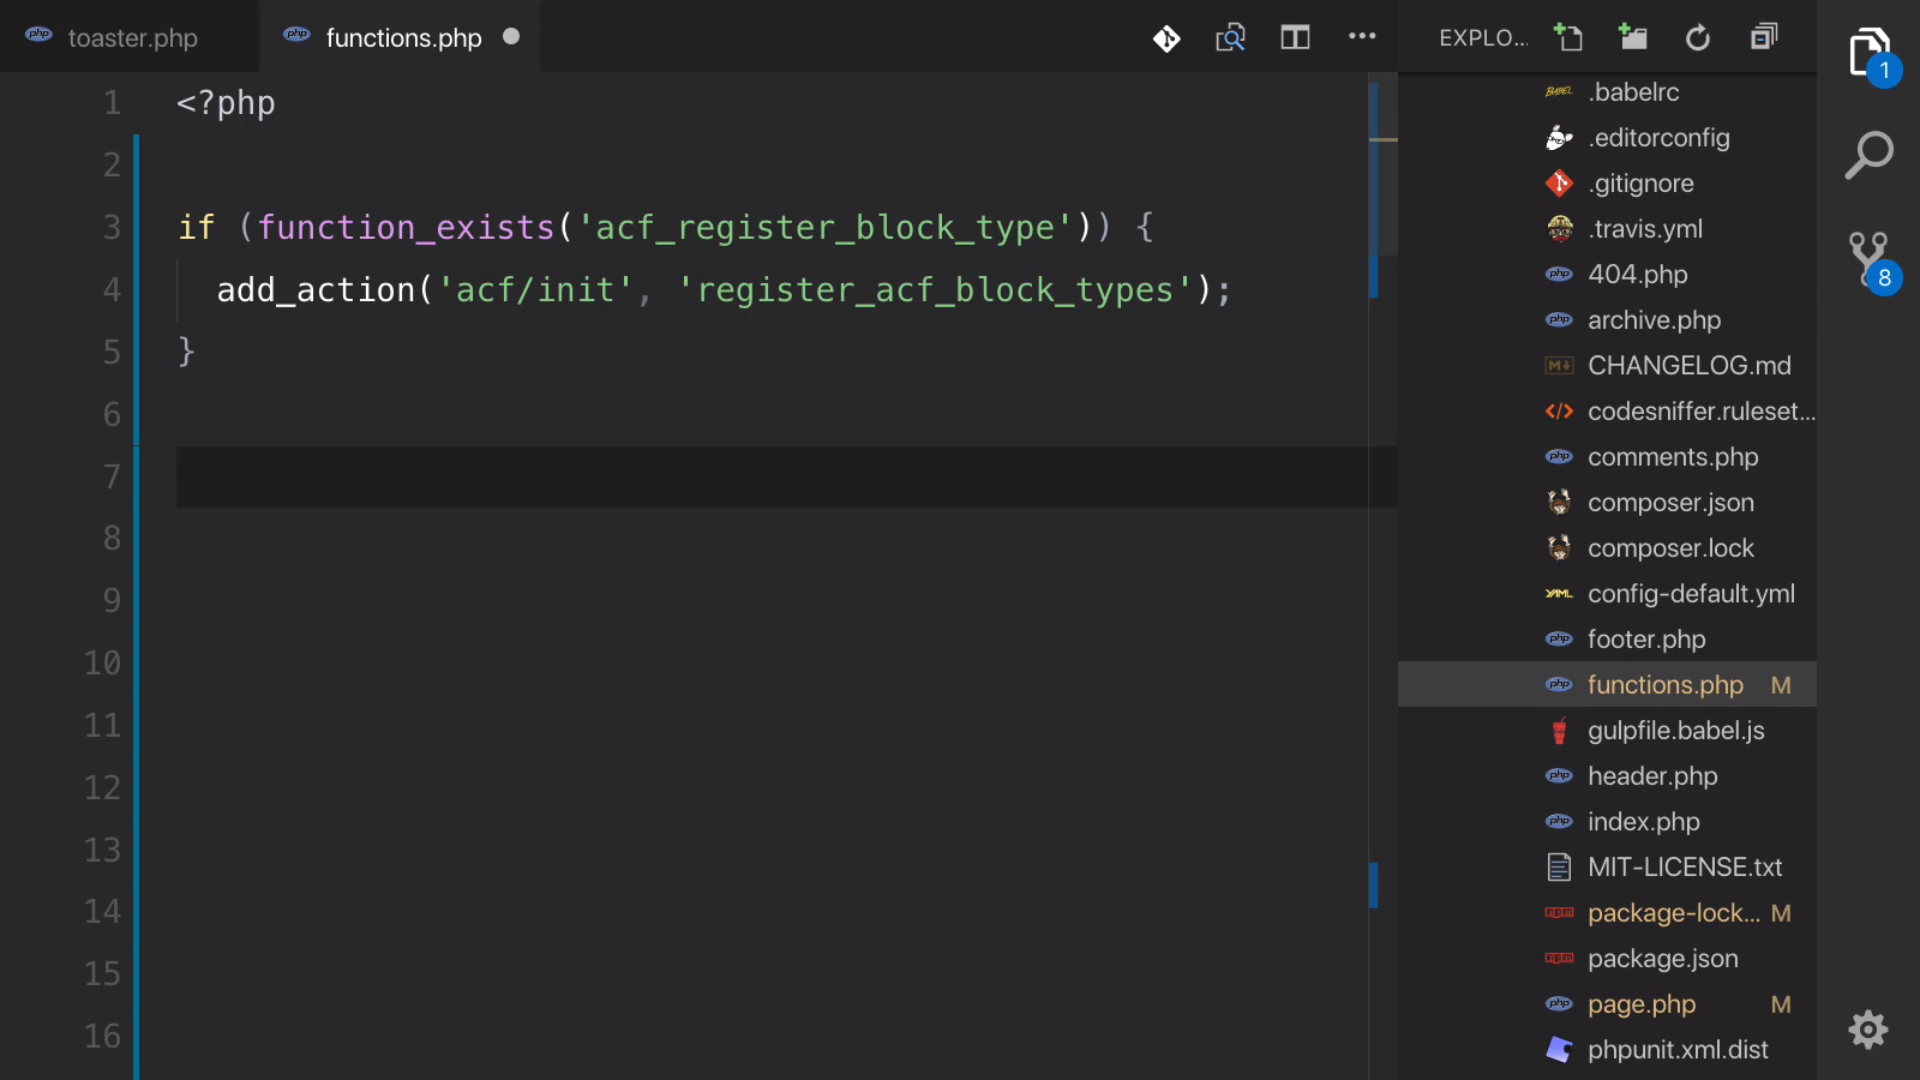 toaster.php
functions.php
EXPLO...
1
1 <?php
2
3 if (function_exists('acf_register_block_type')) {
4 add_action('acf/init', 'register_acf_block_types');
5 }
6
7
8
9
10
11
12
13
14
15
16
.babelrc
.editorconfig
.gitignore
.travis.yml
404.php
archive.php
CHANGELOG.md
codesniffer.ruleset...
comments.php
composer.json
composer.lock
config-default.yml
footer.php
functions.php M
gulpfile.babel.js
header.php
index.php
MIT-LICENSE.txt
package-lock... M
package.json
page.php M
phpunit.xml.dist
8